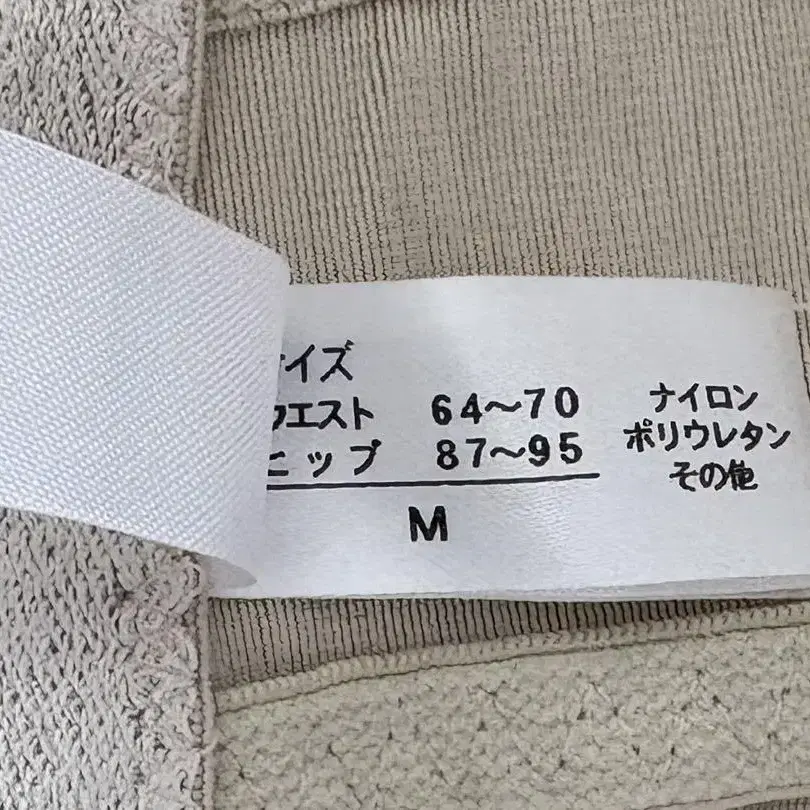 サイズ
ウエスト 64〜70
ヒップ 87〜95
M
ナイロン
ポリウレタン
その他